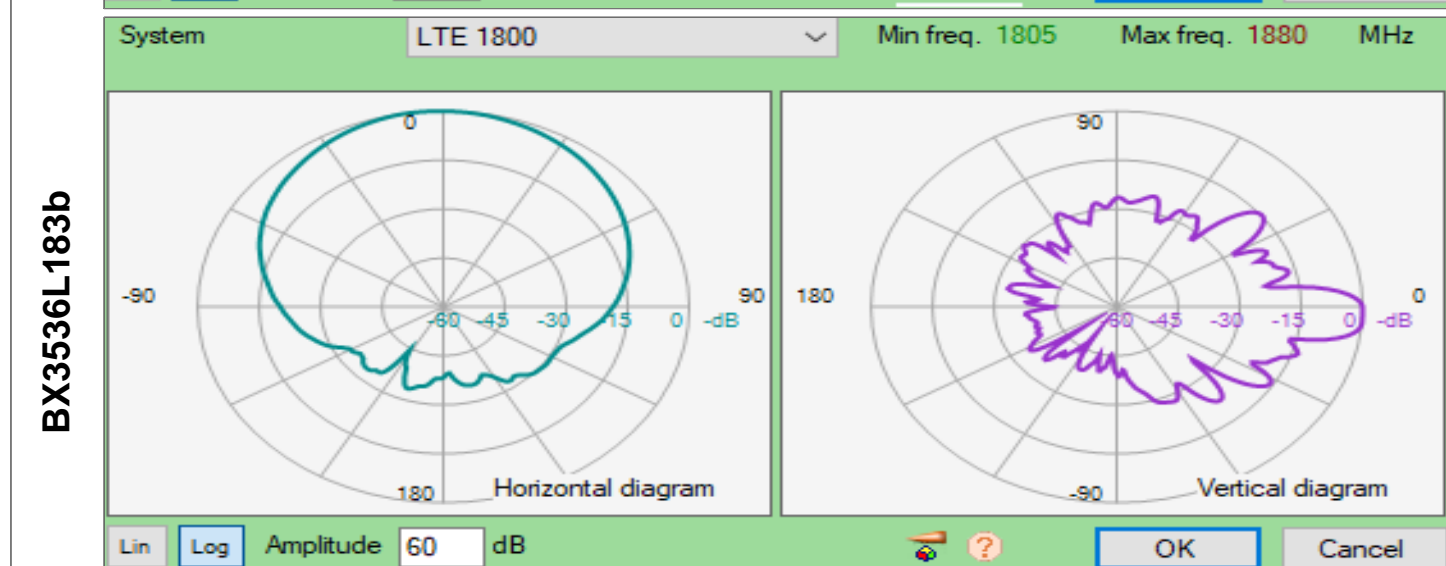 BX3536L183b
System LTE 1800 Min freq. 1805 Max freq. 1880 MHz
0
-90 90
-60 -45 -30 -15 0 -dB
180 Horizontal diagram
90
180 0
-60 -45 -30 -15 0 -dB
-90 Vertical diagram
Lin Log Amplitude 60 dB ? OK Cancel